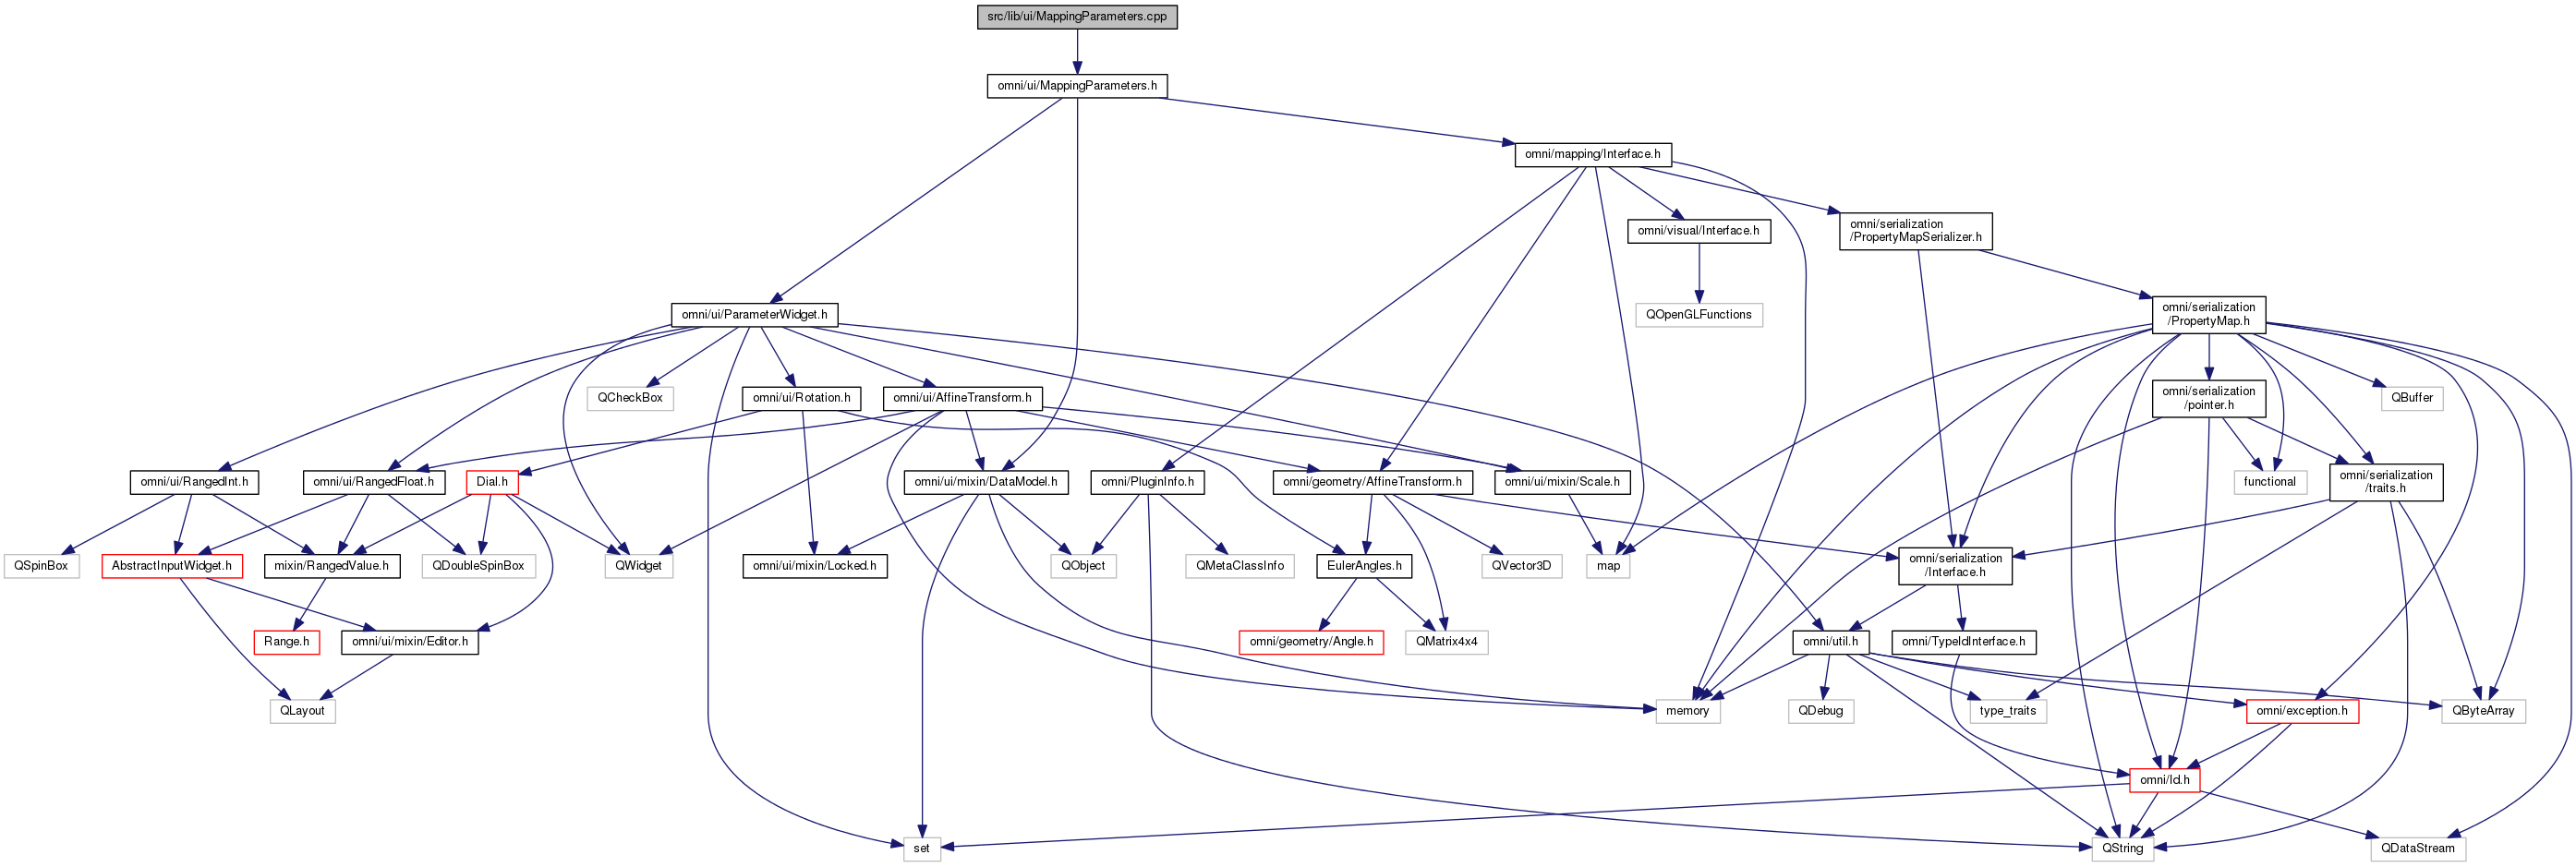 src/lib/ui/MappingParameters.cpp
omni/ui/MappingParameters.h
omni/mapping/Interface.h
omni/visual/Interface.h
omni/serialization
/PropertyMapSerializer.h
omni/ui/ParameterWidget.h
QOpenGLFunctions
omni/serialization
/PropertyMap.h
QCheckBox
omni/ui/Rotation.h
omni/ui/AffineTransform.h
omni/serialization
/pointer.h
QBuffer
omni/ui/RangedInt.h
omni/ui/RangedFloat.h
Dial.h
omni/ui/mixin/DataModel.h
omni/PluginInfo.h
omni/geometry/AffineTransform.h
omni/ui/mixin/Scale.h
functional
omni/serialization
/traits.h
QSpinBox
AbstractInputWidget.h
mixin/RangedValue.h
QDoubleSpinBox
QWidget
omni/ui/mixin/Locked.h
QObject
QMetaClassInfo
EulerAngles.h
QVector3D
map
omni/serialization
/Interface.h
Range.h
omni/ui/mixin/Editor.h
omni/geometry/Angle.h
QMatrix4x4
omni/util.h
omni/TypeIdInterface.h
QLayout
memory
QDebug
type_traits
omni/exception.h
QByteArray
omni/Id.h
set
QString
QDataStream